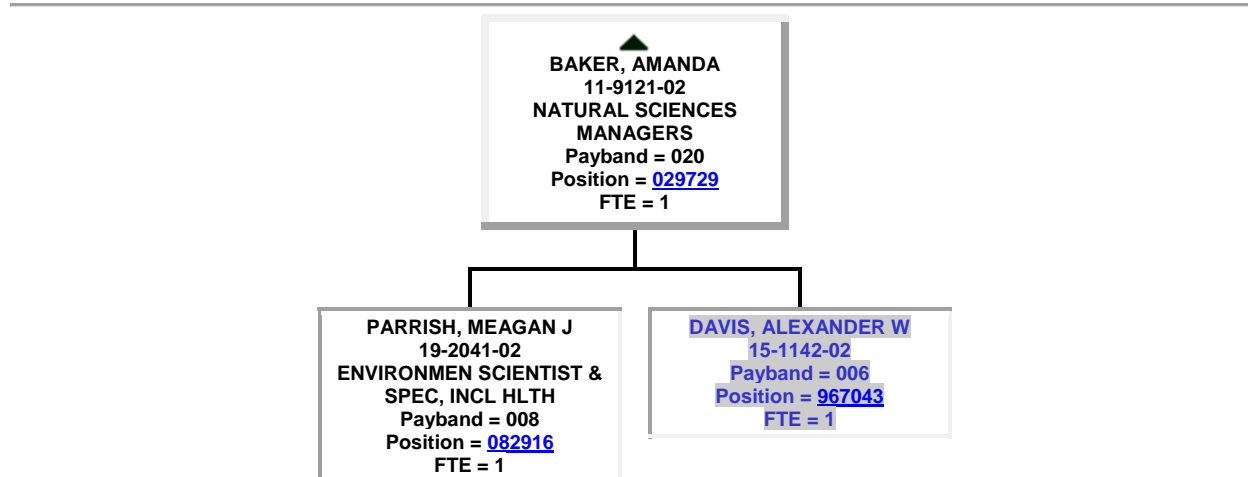 BAKER, AMANDA
11-9121-02
NATURAL SCIENCES
MANAGERS
Payband = 020
Position = 029729
FTE = 1
PARRISH, MEAGAN J
19-2041-02
ENVIRONMEN SCIENTIST &
SPEC, INCL HLTH
Payband = 008
Position = 082916
FTE = 1
DAVIS, ALEXANDER W
15-1142-02
Payband = 006
Position = 967043
FTE = 1